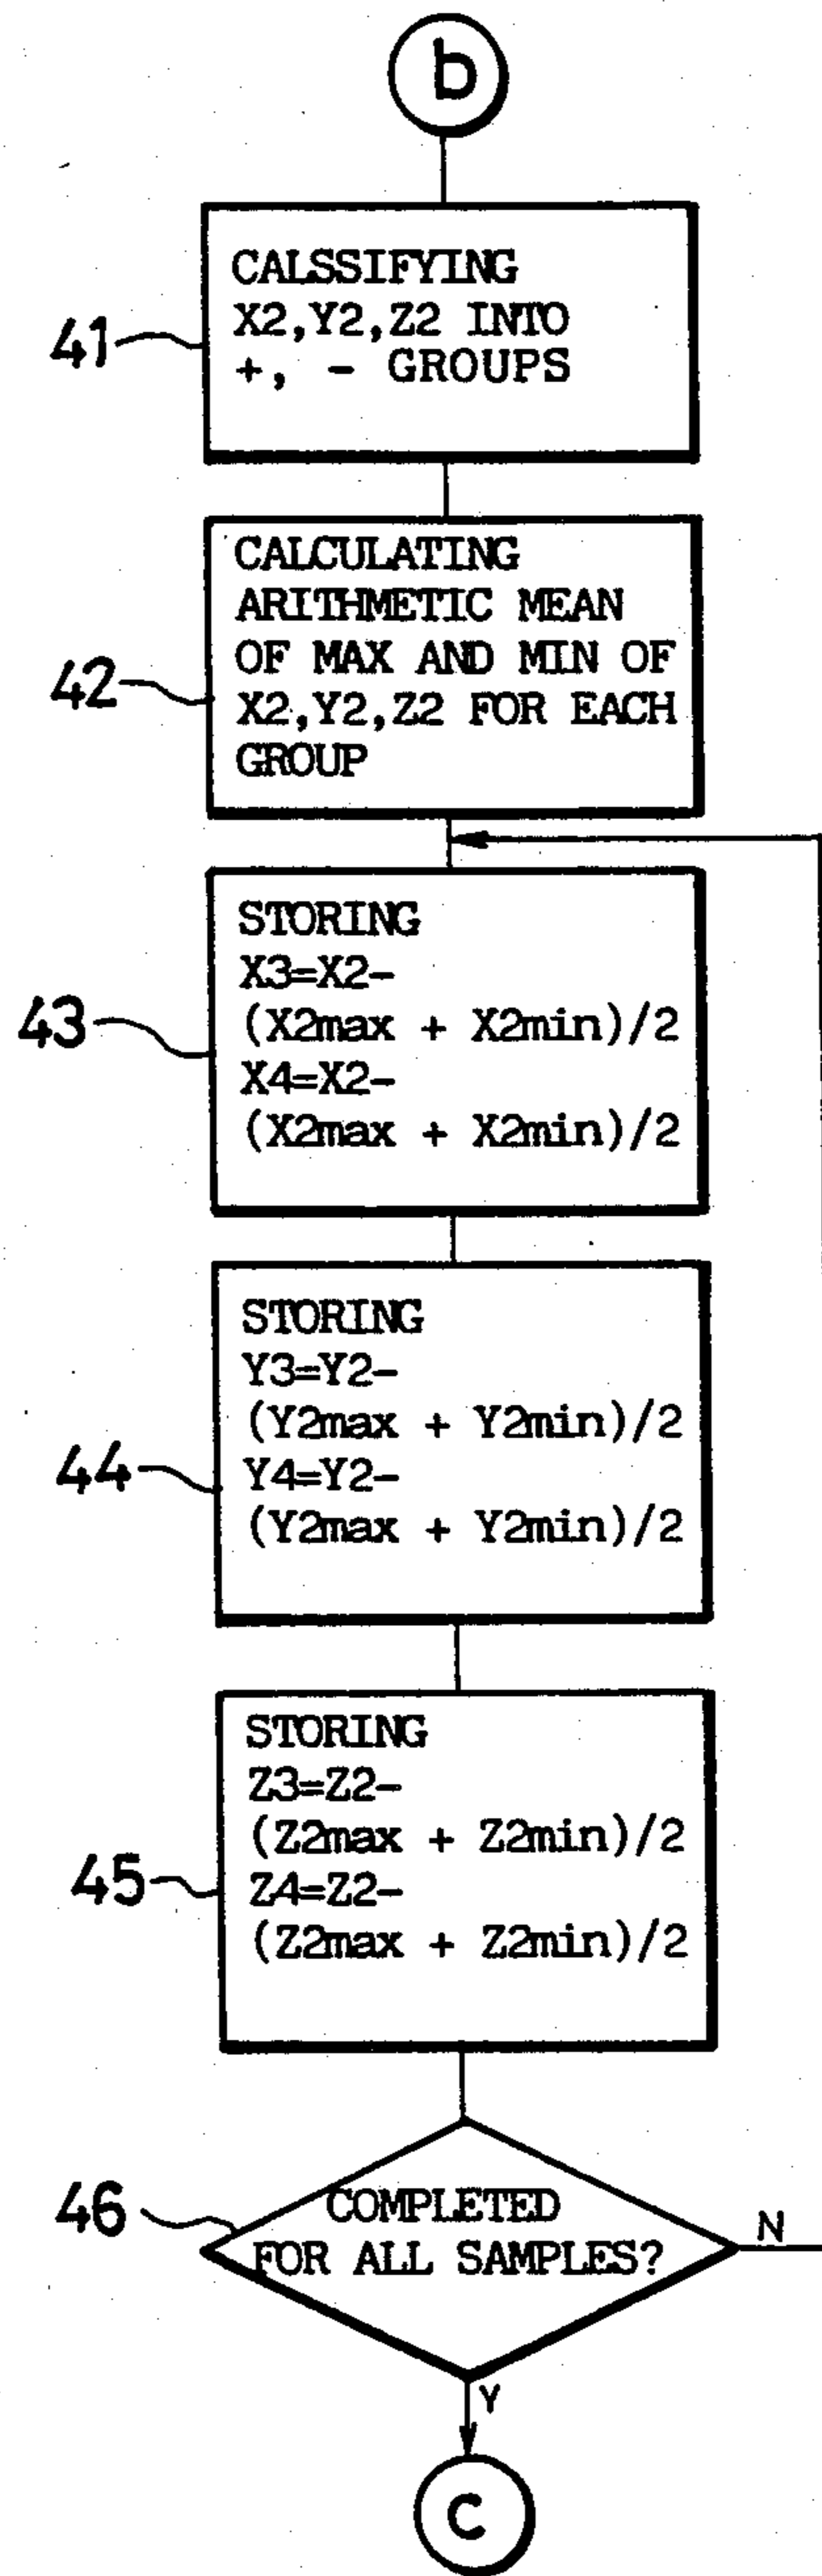 b
41
CALSSIFYING
X2,Y2,Z2 INTO
+, - GROUPS
42
CALCULATING
ARITHMETIC MEAN
OF MAX AND MIN OF
X2,Y2,Z2 FOR EACH
GROUP
43
STORING
X3=X2-
(X2max + X2min)/2
X4=X2-
(X2max + X2min)/2
44
STORING
Y3=Y2-
(Y2max + Y2min)/2
Y4=Y2-
(Y2max + Y2min)/2
45
STORING
Z3=Z2-
(Z2max + Z2min)/2
Z4=Z2-
(Z2max + Z2min)/2
46
COMPLETED
FOR ALL SAMPLES?
N
Y
C